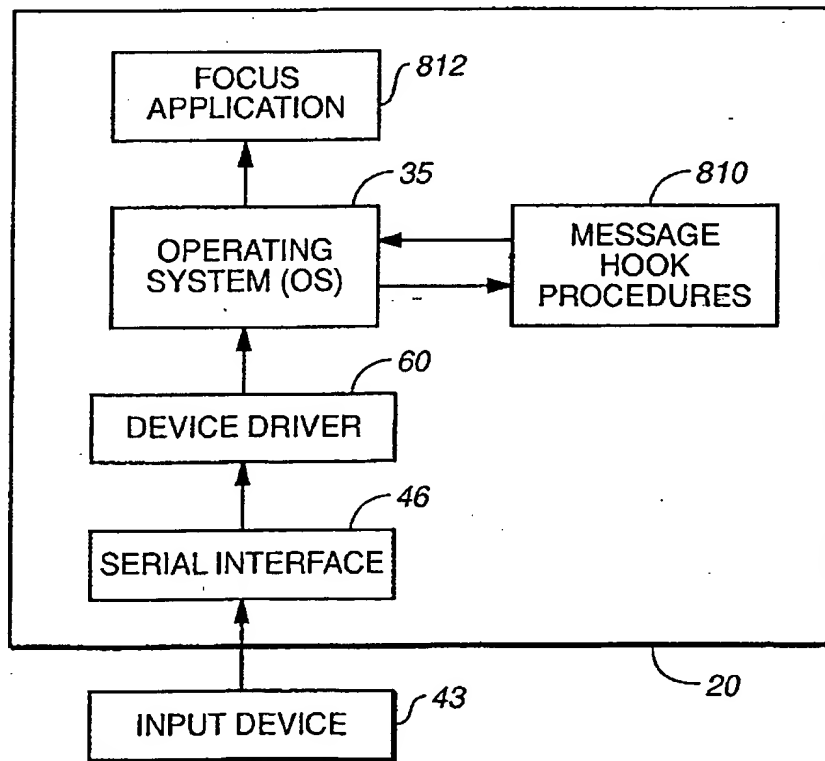 FOCUS
APPLICATION
812
35
810
OPERATING
SYSTEM (OS)
MESSAGE
HOOK
PROCEDURES
60
DEVICE DRIVER
46
SERIAL INTERFACE
20
INPUT DEVICE
43